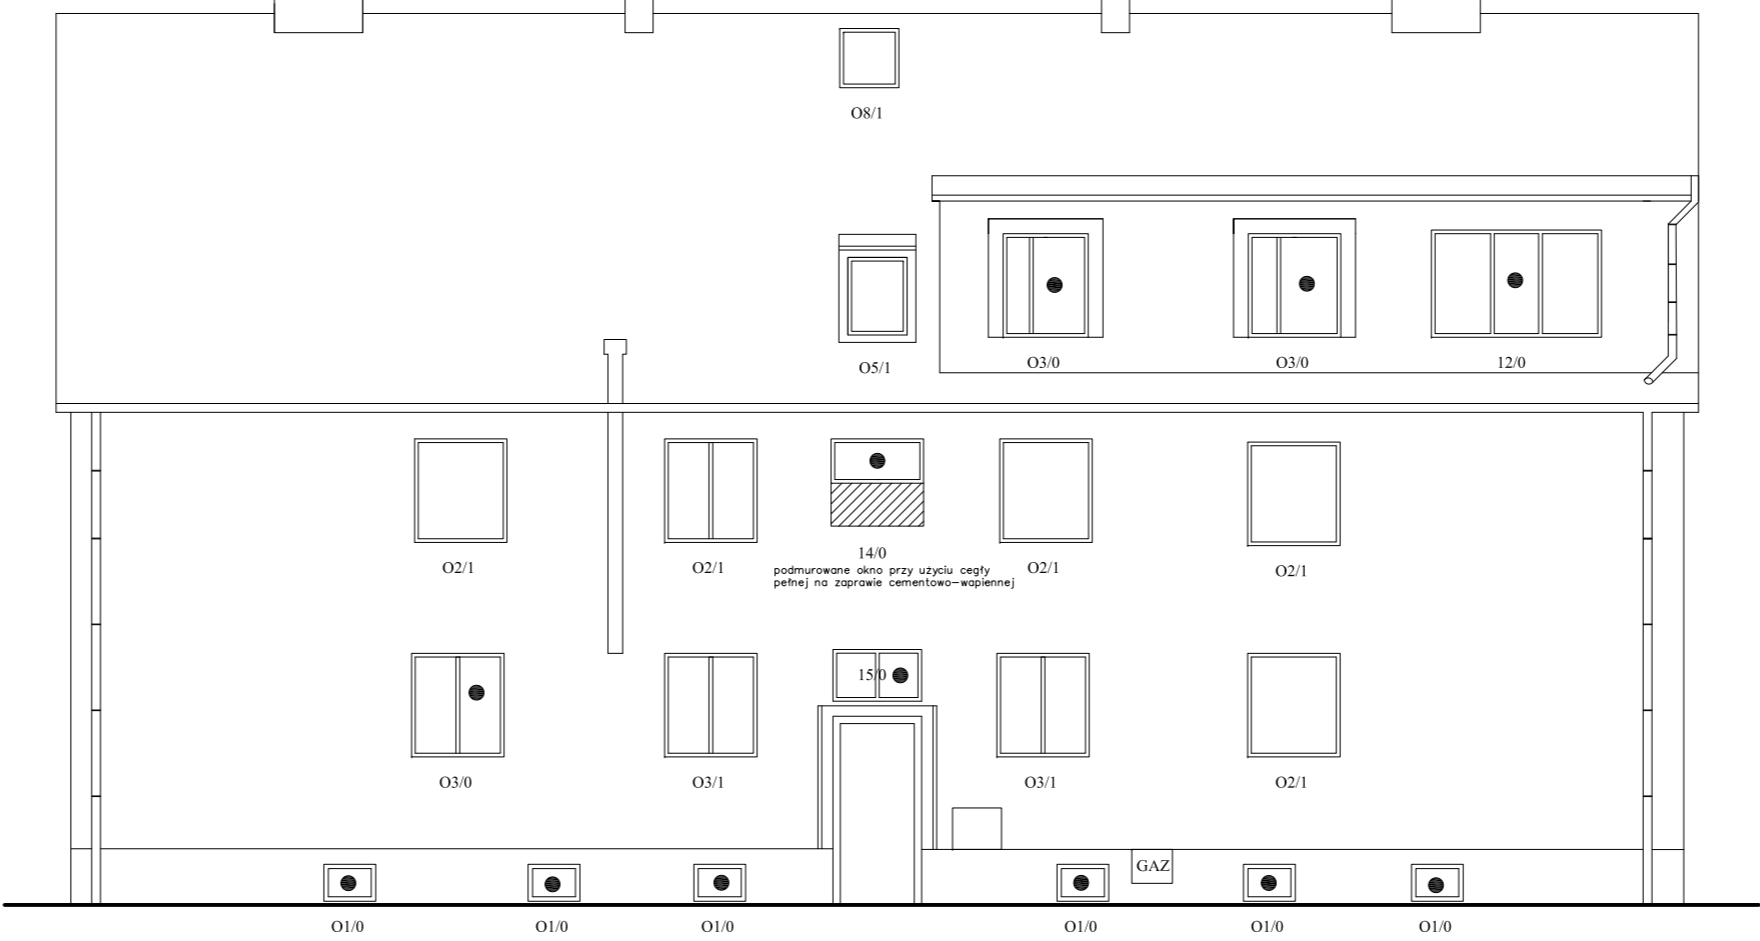 O8/1
O5/1
O3/0
O3/0
12/0
O2/1
O2/1
14/0
podmurowane okno przy użyciu cegły
pełnej na zaprawie cementowo-wapiennej
O2/1
O2/1
15/0
O3/0
O3/1
O3/1
O2/1
GAZ
O1/0
O1/0
O1/0
O1/0
O1/0
O1/0